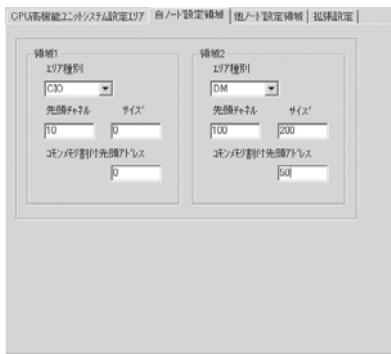 CPU高機能ユニットシステム設定エリア 自ノード設定領域 他ノード設定領域 拡張設定
領域1
エリア種別
CIO
先頭チャネル サイズ
10 0
コモンメモリ割付先頭アドレス
0
領域2
エリア種別
DM
先頭チャネル サイズ
100 200
コモンメモリ割付先頭アドレス
50